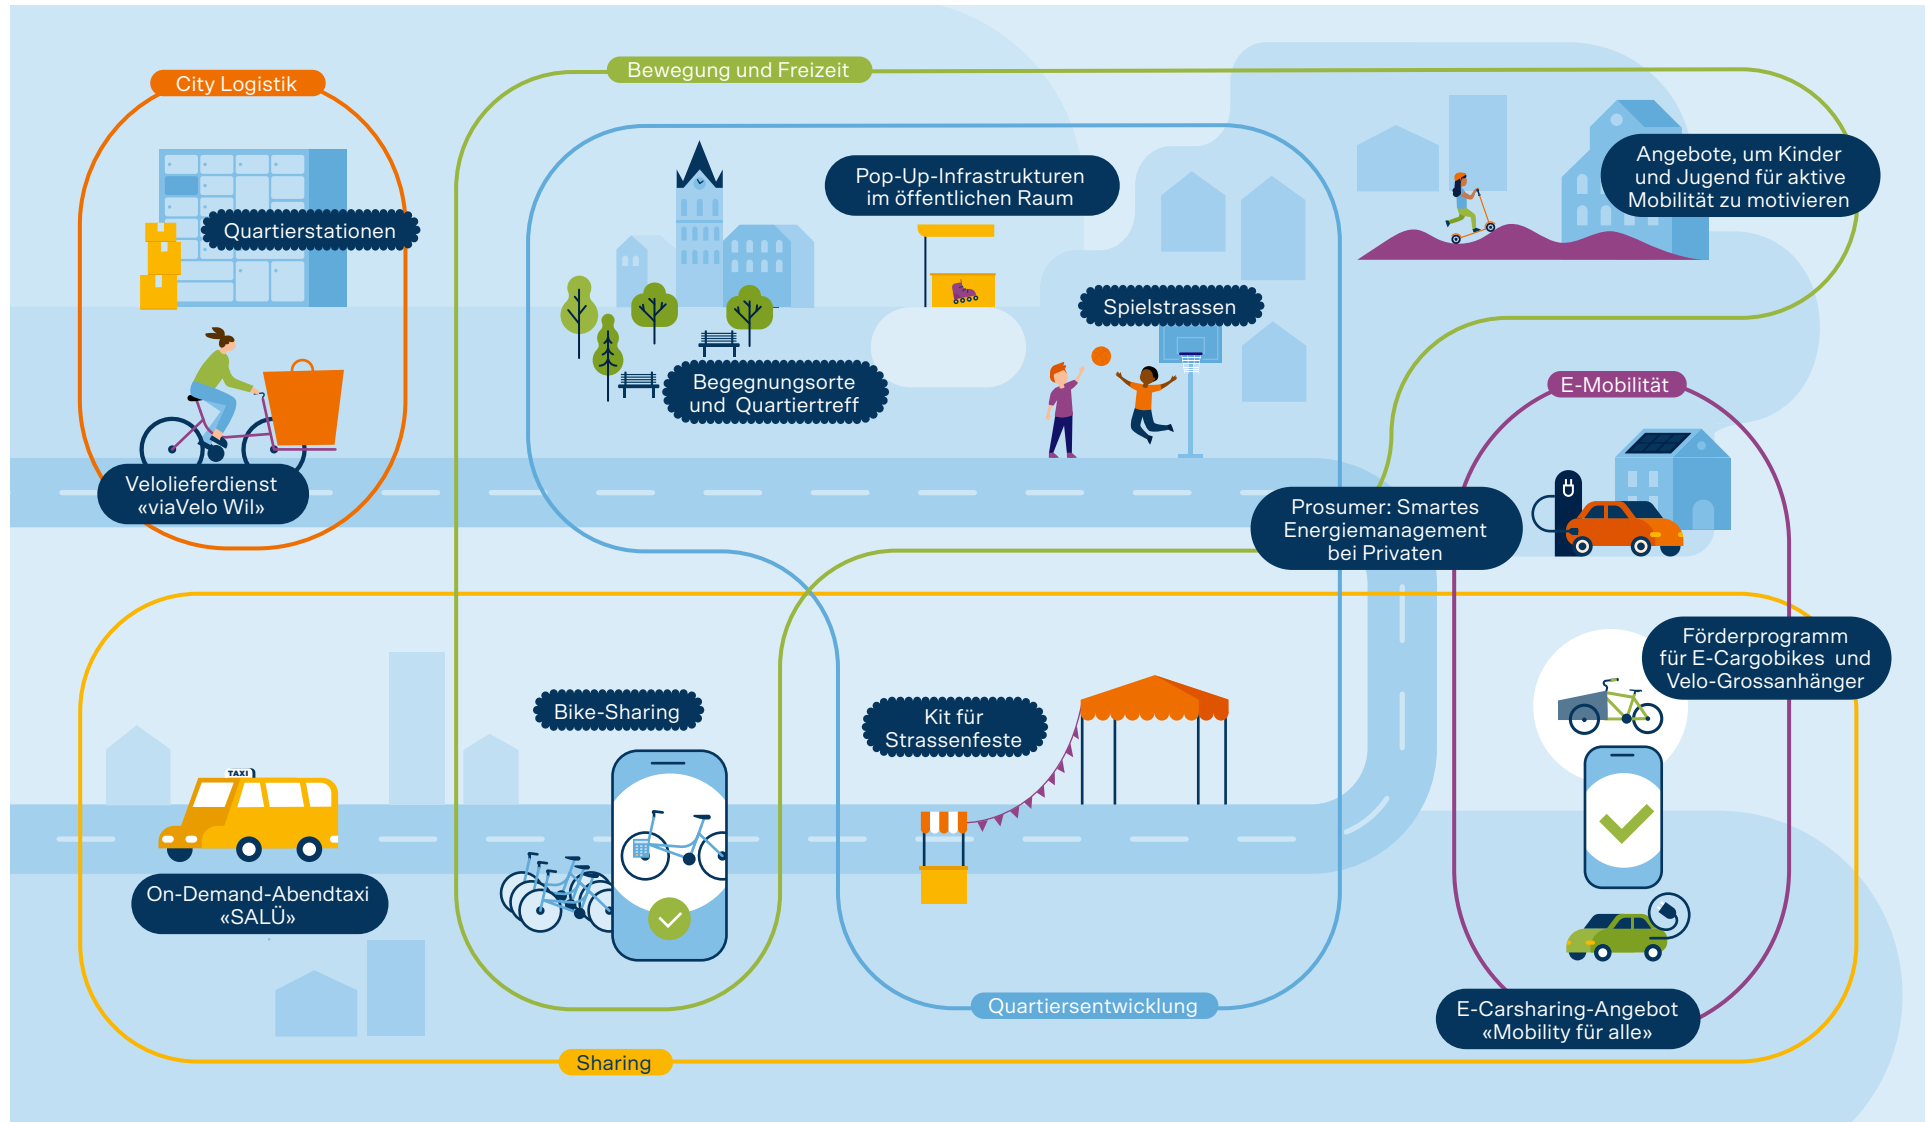 City Logistik
Bewegung und Freizeit
Angebote, um Kinder
und Jugend für aktive
Mobilität zu motivieren
Pop-Up-Infrastrukturen
im öffentlichen Raum
Quartierstationen
Spielstrassen
Begegnungsorte
und Quartiertreff
E-Mobilität
Velolieferdienst
«viaVelo Wil»
Prosumer: Smartes
Energiemanagement
bei Privaten
Förderprogramm
für E-Cargobikes und
Velo-Grossanhänger
Bike-Sharing
Kit für
Strassenfeste
TAXI
On-Demand-Abendtaxi
«SALÜ»
Quartiersentwicklung
E-Carsharing-Angebot
«Mobility für alle»
Sharing